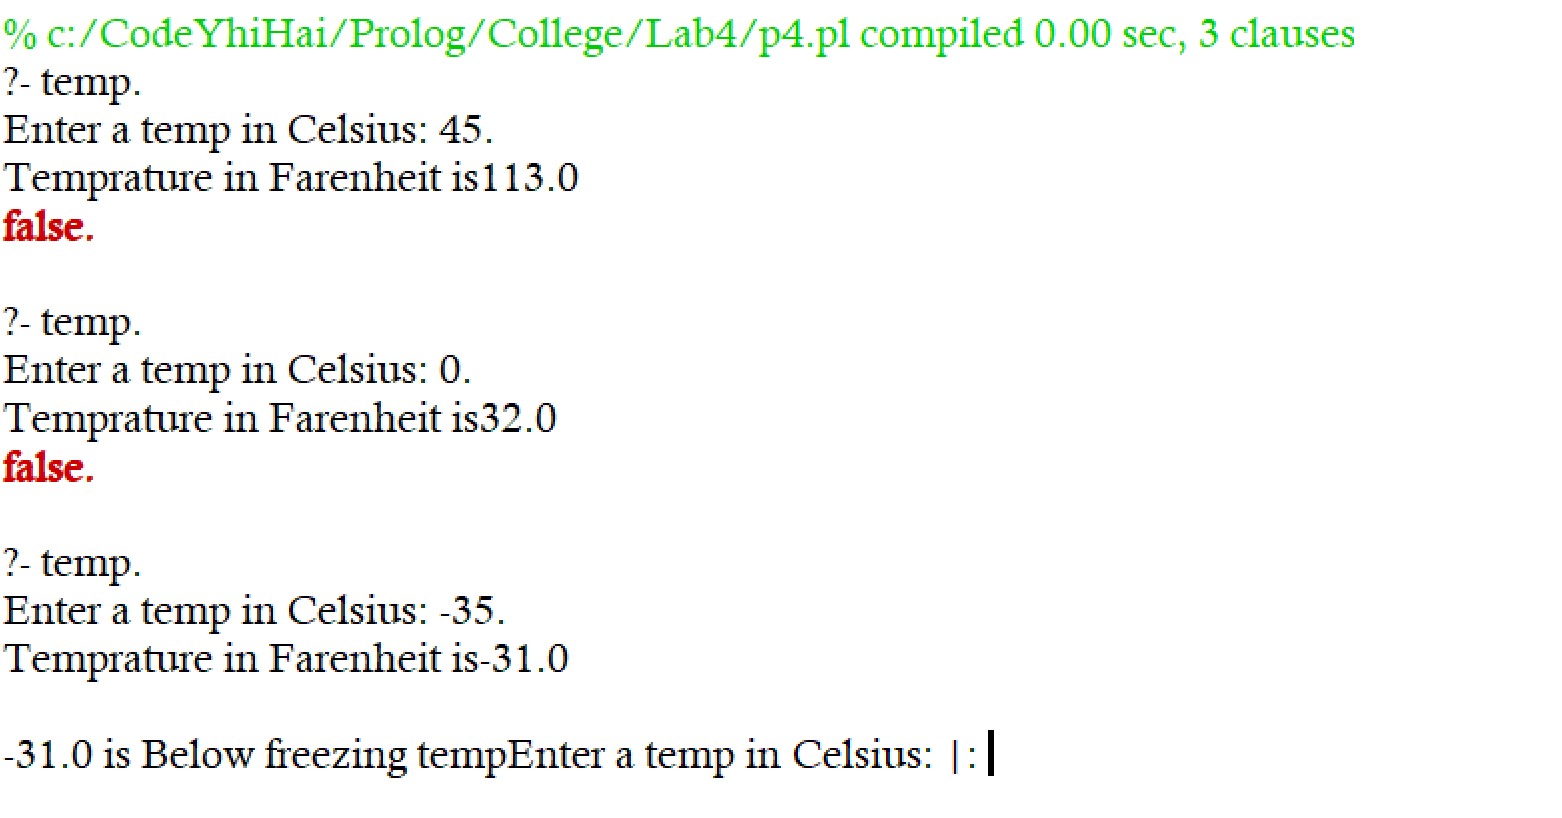 % c:/CodeYhiHai/Prolog/College/Lab4/p4.pl compiled 0.00 sec, 3 clauses
?- temp.
Enter a temp in Celsius: 45.
Temprature in Farenheit is113.0
false.
?- temp.
Enter a temp in Celsius: 0.
Temprature in Farenheit is32.0
false.
?- temp.
Enter a temp in Celsius: -35.
Temprature in Farenheit is-31.0
-31.0 is Below freezing tempEnter a temp in Celsius: |: